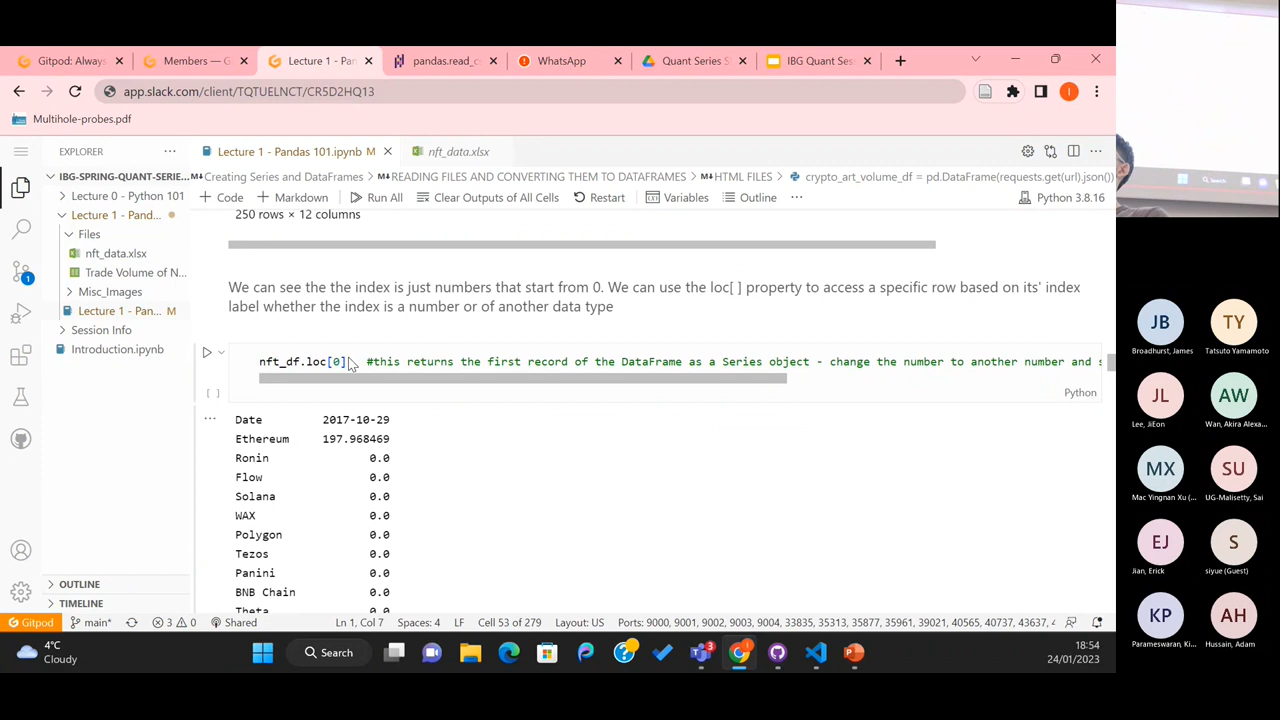 Gitpod: Always
Members — G
Lecture 1 - Pan
pandas.read_cs
WhatsApp
Quant Series S
IBG Quant Ses
app.slack.com/client/TQTUELNCT/CR5D2HQ13
Multihole-probes.pdf
EXPLORER
Lecture 1 - Pandas 101.ipynb M
nft_data.xlsx
IBG-SPRING-QUANT-SERIE...
Creating Series and DataFrames > READING FILES AND CONVERTING THEM TO DATAFRAMES > HTML FILES > crypto_art_volume_df = pd.DataFrame(requests.get(url).json())
Lecture 0 - Python 101
+ Code + Markdown Run All Clear Outputs of All Cells Restart Variables Outline ... Python 3.8.16
Lecture 1 - Pand...
250 rows × 12 columns
Files
nft_data.xlsx
Trade Volume of N...
Misc_Images
Lecture 1 - Pan... M
Session Info
Introduction.ipynb
We can see the the index is just numbers that start from 0. We can use the loc[ ] property to access a specific row based on its' index
label whether the index is a number or of another data type
nft_df.loc[0] #this returns the first record of the DataFrame as a Series object - change the number to another number and s
[ ]
Python
Date 2017-10-29
Ethereum 197.968469
Ronin 0.0
Flow 0.0
Solana 0.0
WAX 0.0
Polygon 0.0
Tezos 0.0
Panini 0.0
BNB Chain 0.0
Theta 0.0
OUTLINE
TIMELINE
Gitpod main* 3 0 Shared Ln 1, Col 7 Spaces: 4 LF Cell 53 of 279 Layout: US Ports: 9000, 9001, 9002, 9003, 9004, 33835, 35313, 35877, 35961, 39021, 40565, 40737, 43637, 4
1
4°C
Cloudy
Search
3
18:54
24/01/2023
I
JB
Broadhurst, James
TY
Tatsuto Yamamoto
JL
Lee, JiEon
AW
Wan, Akira Alexa...
MX
Mac Yingnan Xu (...
SU
UG-Malisetty, Sai
EJ
Jian, Erick
S
siyue (Guest)
KP
Parameswaran, Ki...
AH
Hussain, Adam
Search